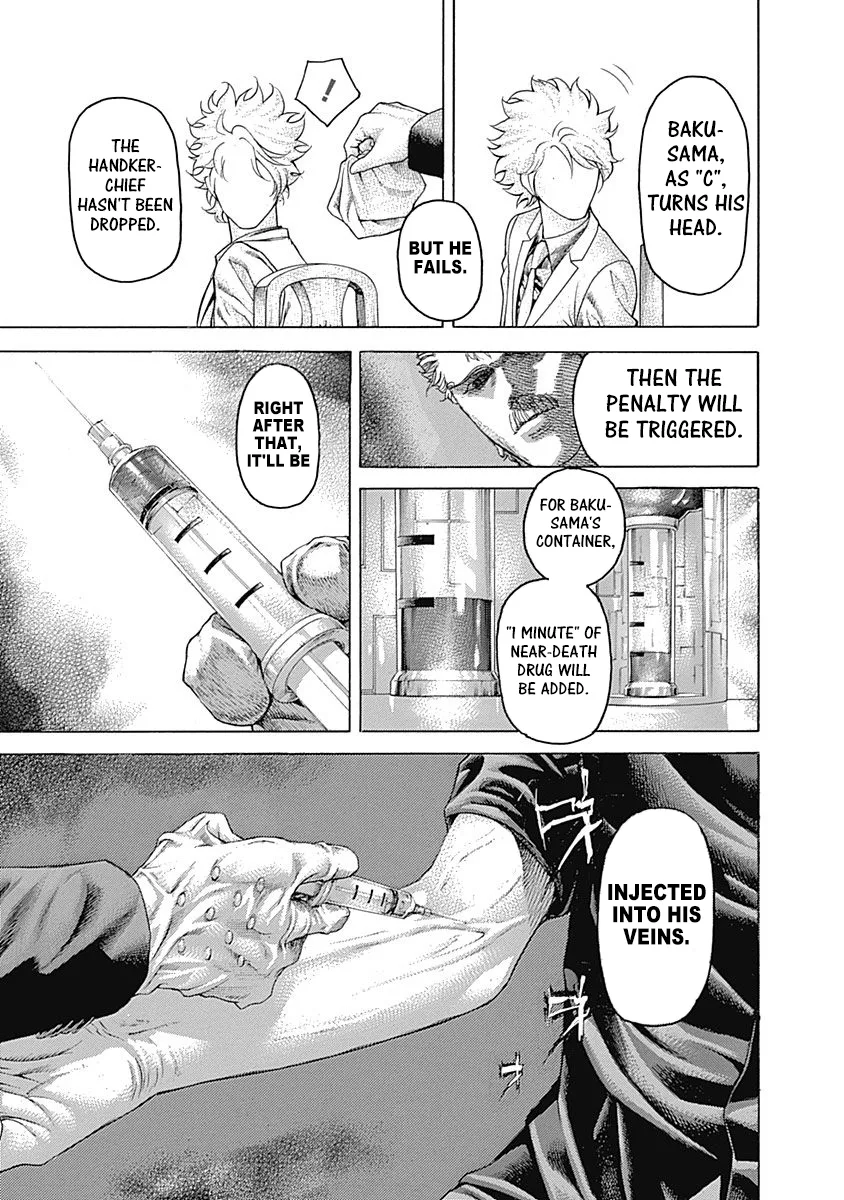 BAKU-
SAMA,
AS "C",
TURNS HIS
HEAD.
!
BUT HE
FAILS.
THE
HANDKER-
CHIEF
HASN'T BEEN
DROPPED.
THEN THE
PENALTY WILL
BE TRIGGERED.
FOR BAKU-
SAMA'S
CONTAINER,
"1 MINUTE" OF
NEAR-DEATH
DRUG WILL
BE ADDED.
RIGHT
AFTER
THAT,
IT'LL BE
INJECTED
INTO HIS
VEINS.